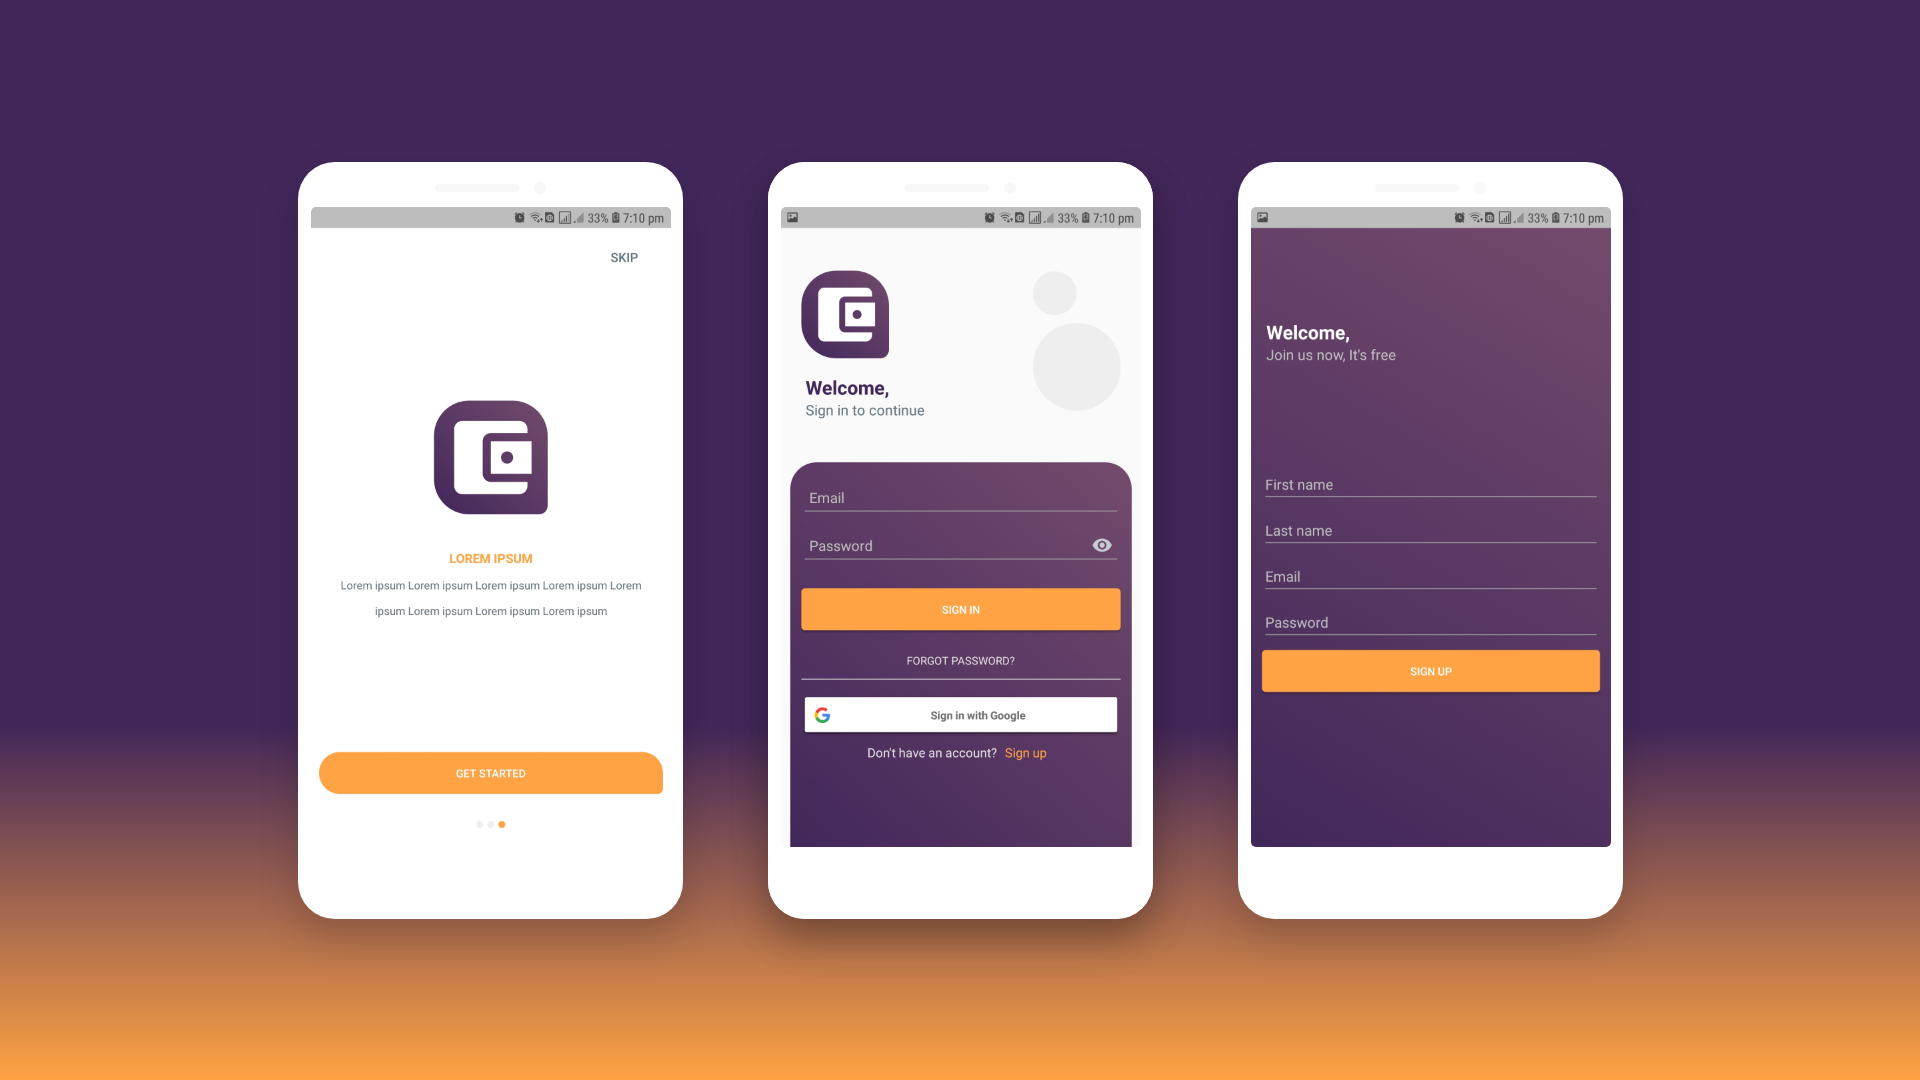 33% 7:10 pm
SKIP
LOREM IPSUM
Lorem ipsum Lorem ipsum Lorem ipsum Lorem ipsum Lorem
ipsum Lorem ipsum Lorem ipsum Lorem ipsum
GET STARTED
33% 7:10 pm
Welcome,
Sign in to continue
Email
Password
SIGN IN
FORGOT PASSWORD?
Sign in with Google
Don't have an account? Sign up
33% 7:10 pm
Welcome,
Join us now, It's free
First name
Last name
Email
Password
SIGN UP